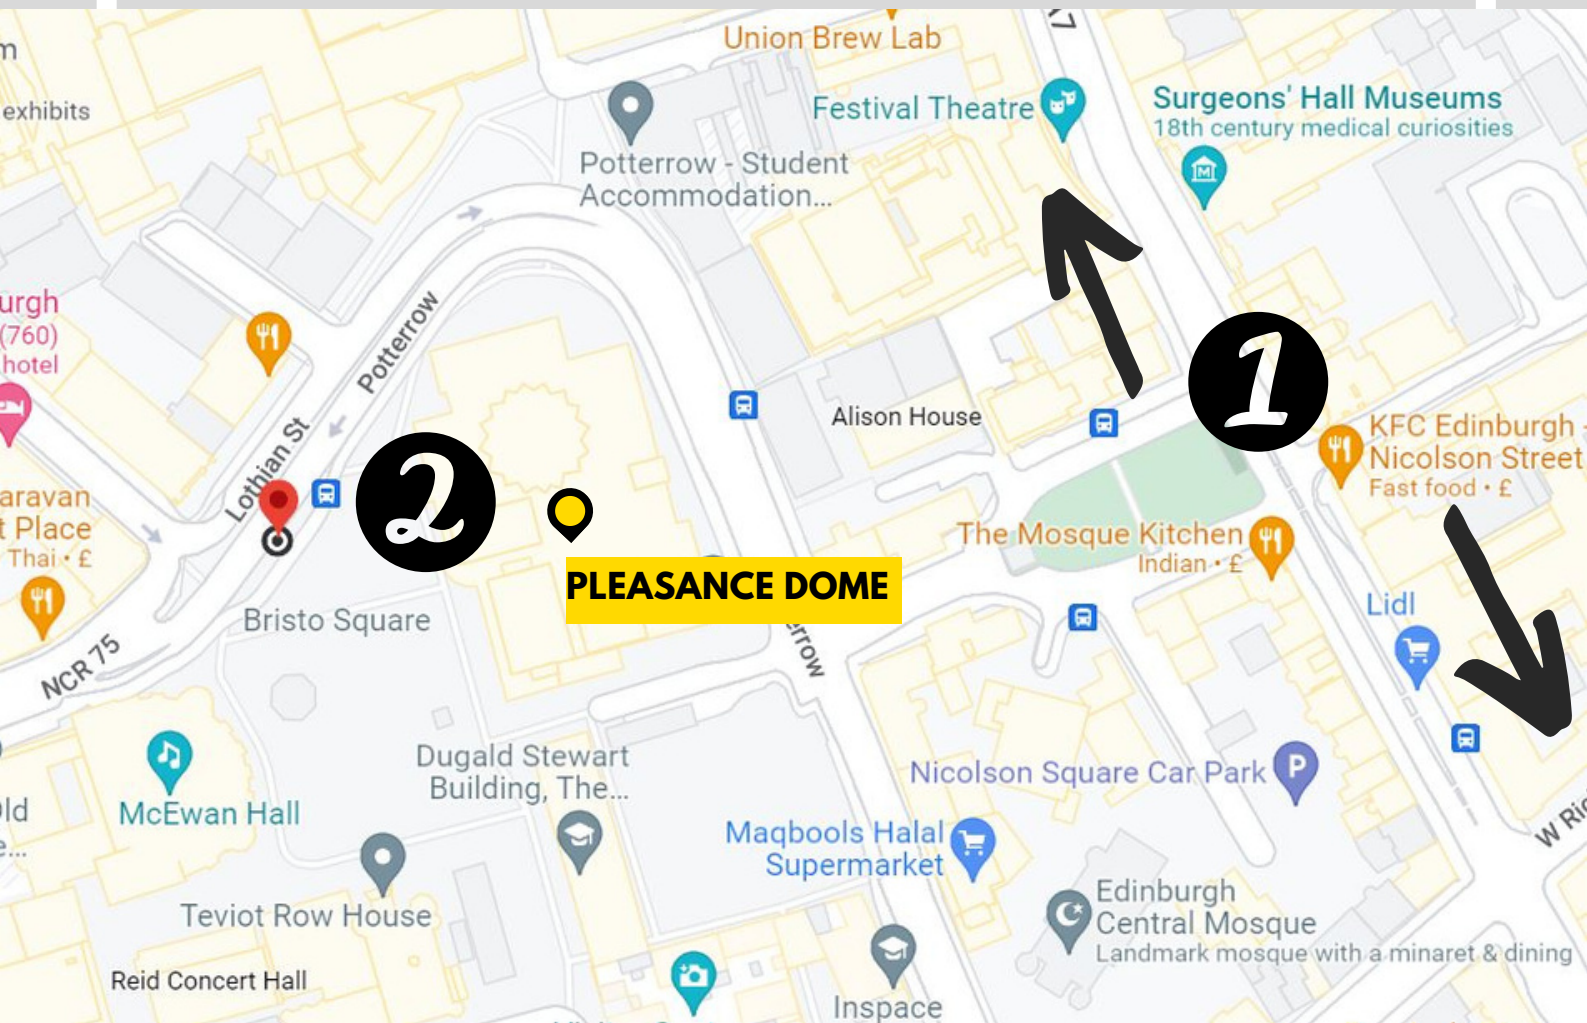 m
exhibits
Union Brew Lab
Festival Theatre
Surgeons' Hall Museums
18th century medical curiosities
Potterrow - Student
Accommodation...
urgh
(760)
hotel
Potterrow
Lothian St
1
Alison House
KFC Edinburgh -
Nicolson Street
Fast food • £
2
aravan
t Place
Thai • £
The Mosque Kitchen
Indian • £
PLEASANCE DOME
Bristo Square
errow
Lidl
NCR 75
Dugald Stewart
Building, The...
Nicolson Square Car Park
P
McEwan Hall
ld
e...
Maqbools Halal
Supermarket
W Ric
Teviot Row House
Edinburgh
Central Mosque
Landmark mosque with a minaret & dining
Reid Concert Hall
Inspace